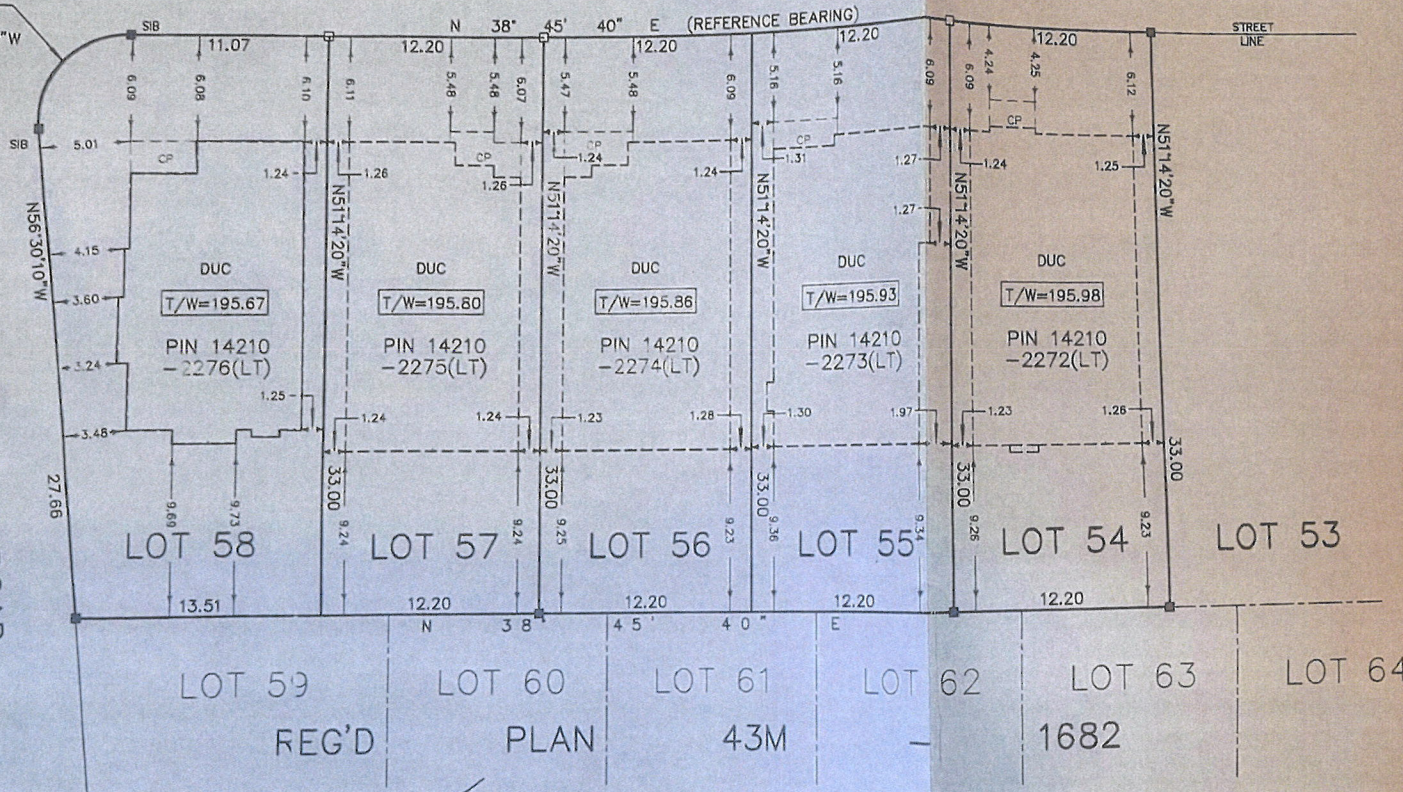 "W
SIB
N 38° 45' 40" E (REFERENCE BEARING)
STREET
LINE
11.07
12.20
12.20
12.20
12.20
6.09
6.08
6.10
6.11
5.48
5.48
6.07
5.47
5.48
6.09
5.16
5.16
6.09
6.09
4.24
4.25
6.12
SIB
5.01
CP
1.24
1.26
CP
1.26
CP
1.24
1.24
CP
1.31
1.27
CP
1.24
1.25
N56°30'10"W
N51°14'20"W
N51°14'20"W
N51°14'20"W
N51°14'20"W
N51°14'20"W
1.27
4.15
3.60
3.24
3.48
DUC
T/W=195.67
PIN 14210
-2276(LT)
DUC
T/W=195.80
PIN 14210
-2275(LT)
DUC
T/W=195.86
PIN 14210
-2274(LT)
DUC
T/W=195.93
PIN 14210
-2273(LT)
DUC
T/W=195.98
PIN 14210
-2272(LT)
1.25
1.24
1.24
1.23
1.28
1.30
1.97
1.23
1.26
27.66
33.00
33.00
33.00
33.00
33.00
9.69
9.73
9.24
9.24
9.25
9.23
9.36
9.34
9.26
9.23
LOT 58
LOT 57
LOT 56
LOT 55
LOT 54
LOT 53
13.51
12.20
12.20
12.20
12.20
N 38° 45' 40" E
LOT 59
LOT 60
LOT 61
LOT 62
LOT 63
LOT 64
REG'D PLAN 43M – 1682